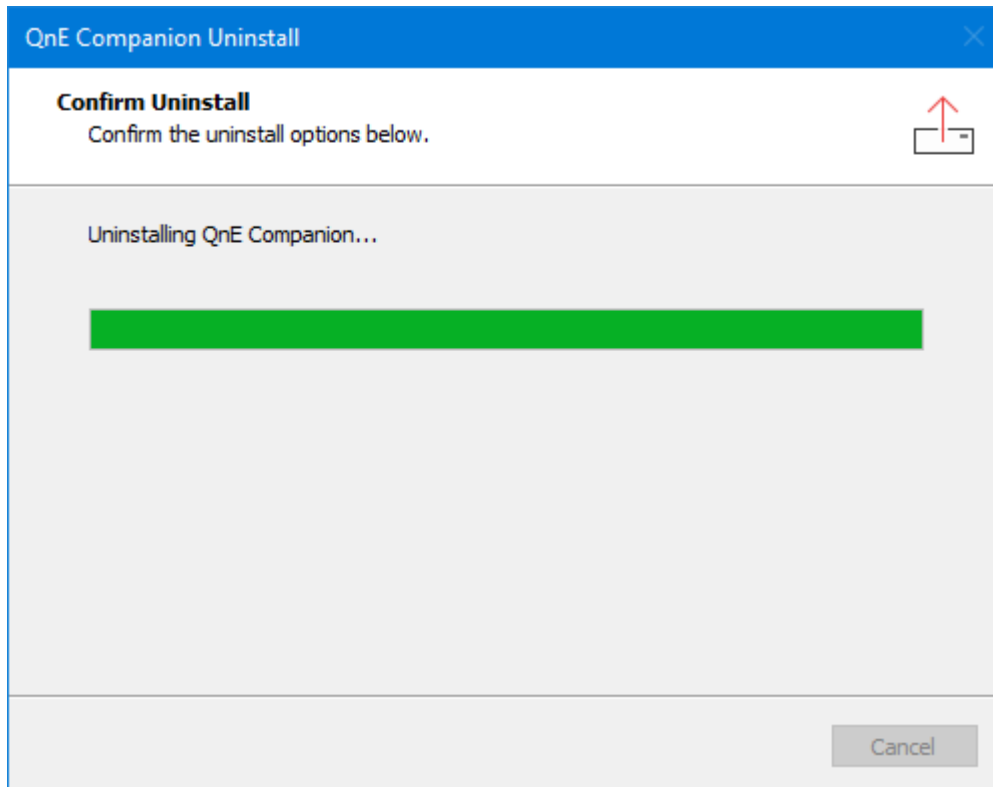 QnE Companion Uninstall
Confirm Uninstall
Confirm the uninstall options below.
Uninstalling QnE Companion...
Cancel